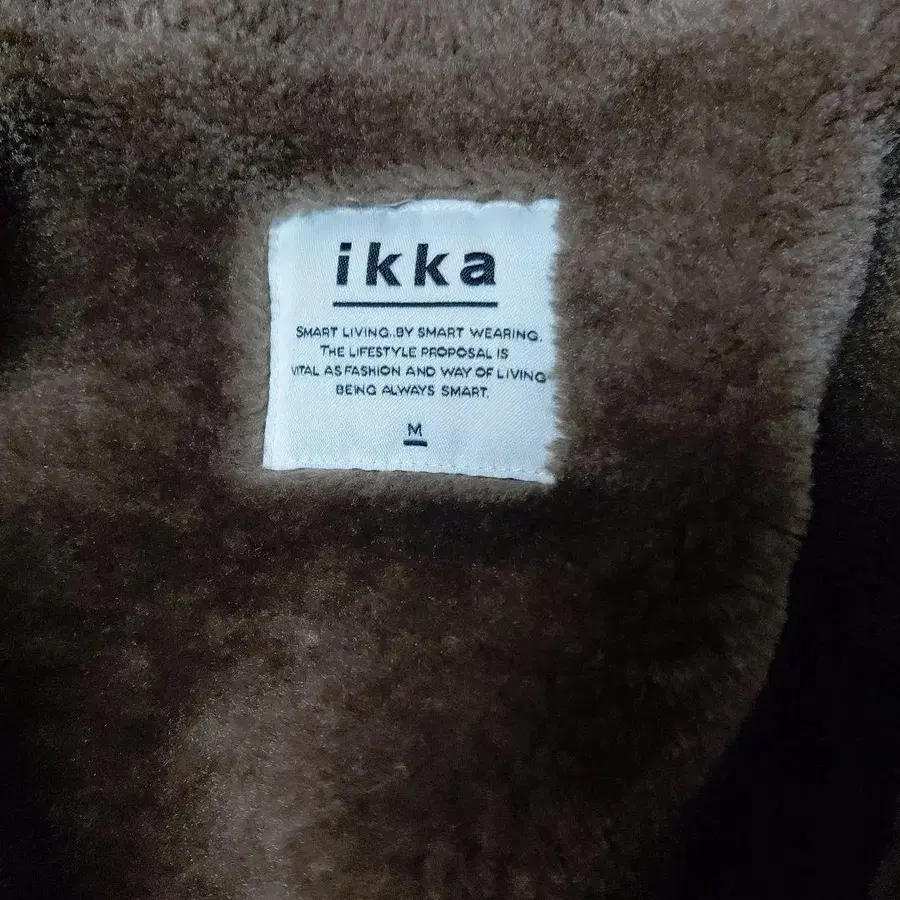 ikka
SMART LIVING..BY SMART WEARING.
THE LIFESTYLE PROPOSAL IS
VITAL AS FASHION AND WAY OF LIVING
BEING ALWAYS SMART.
M